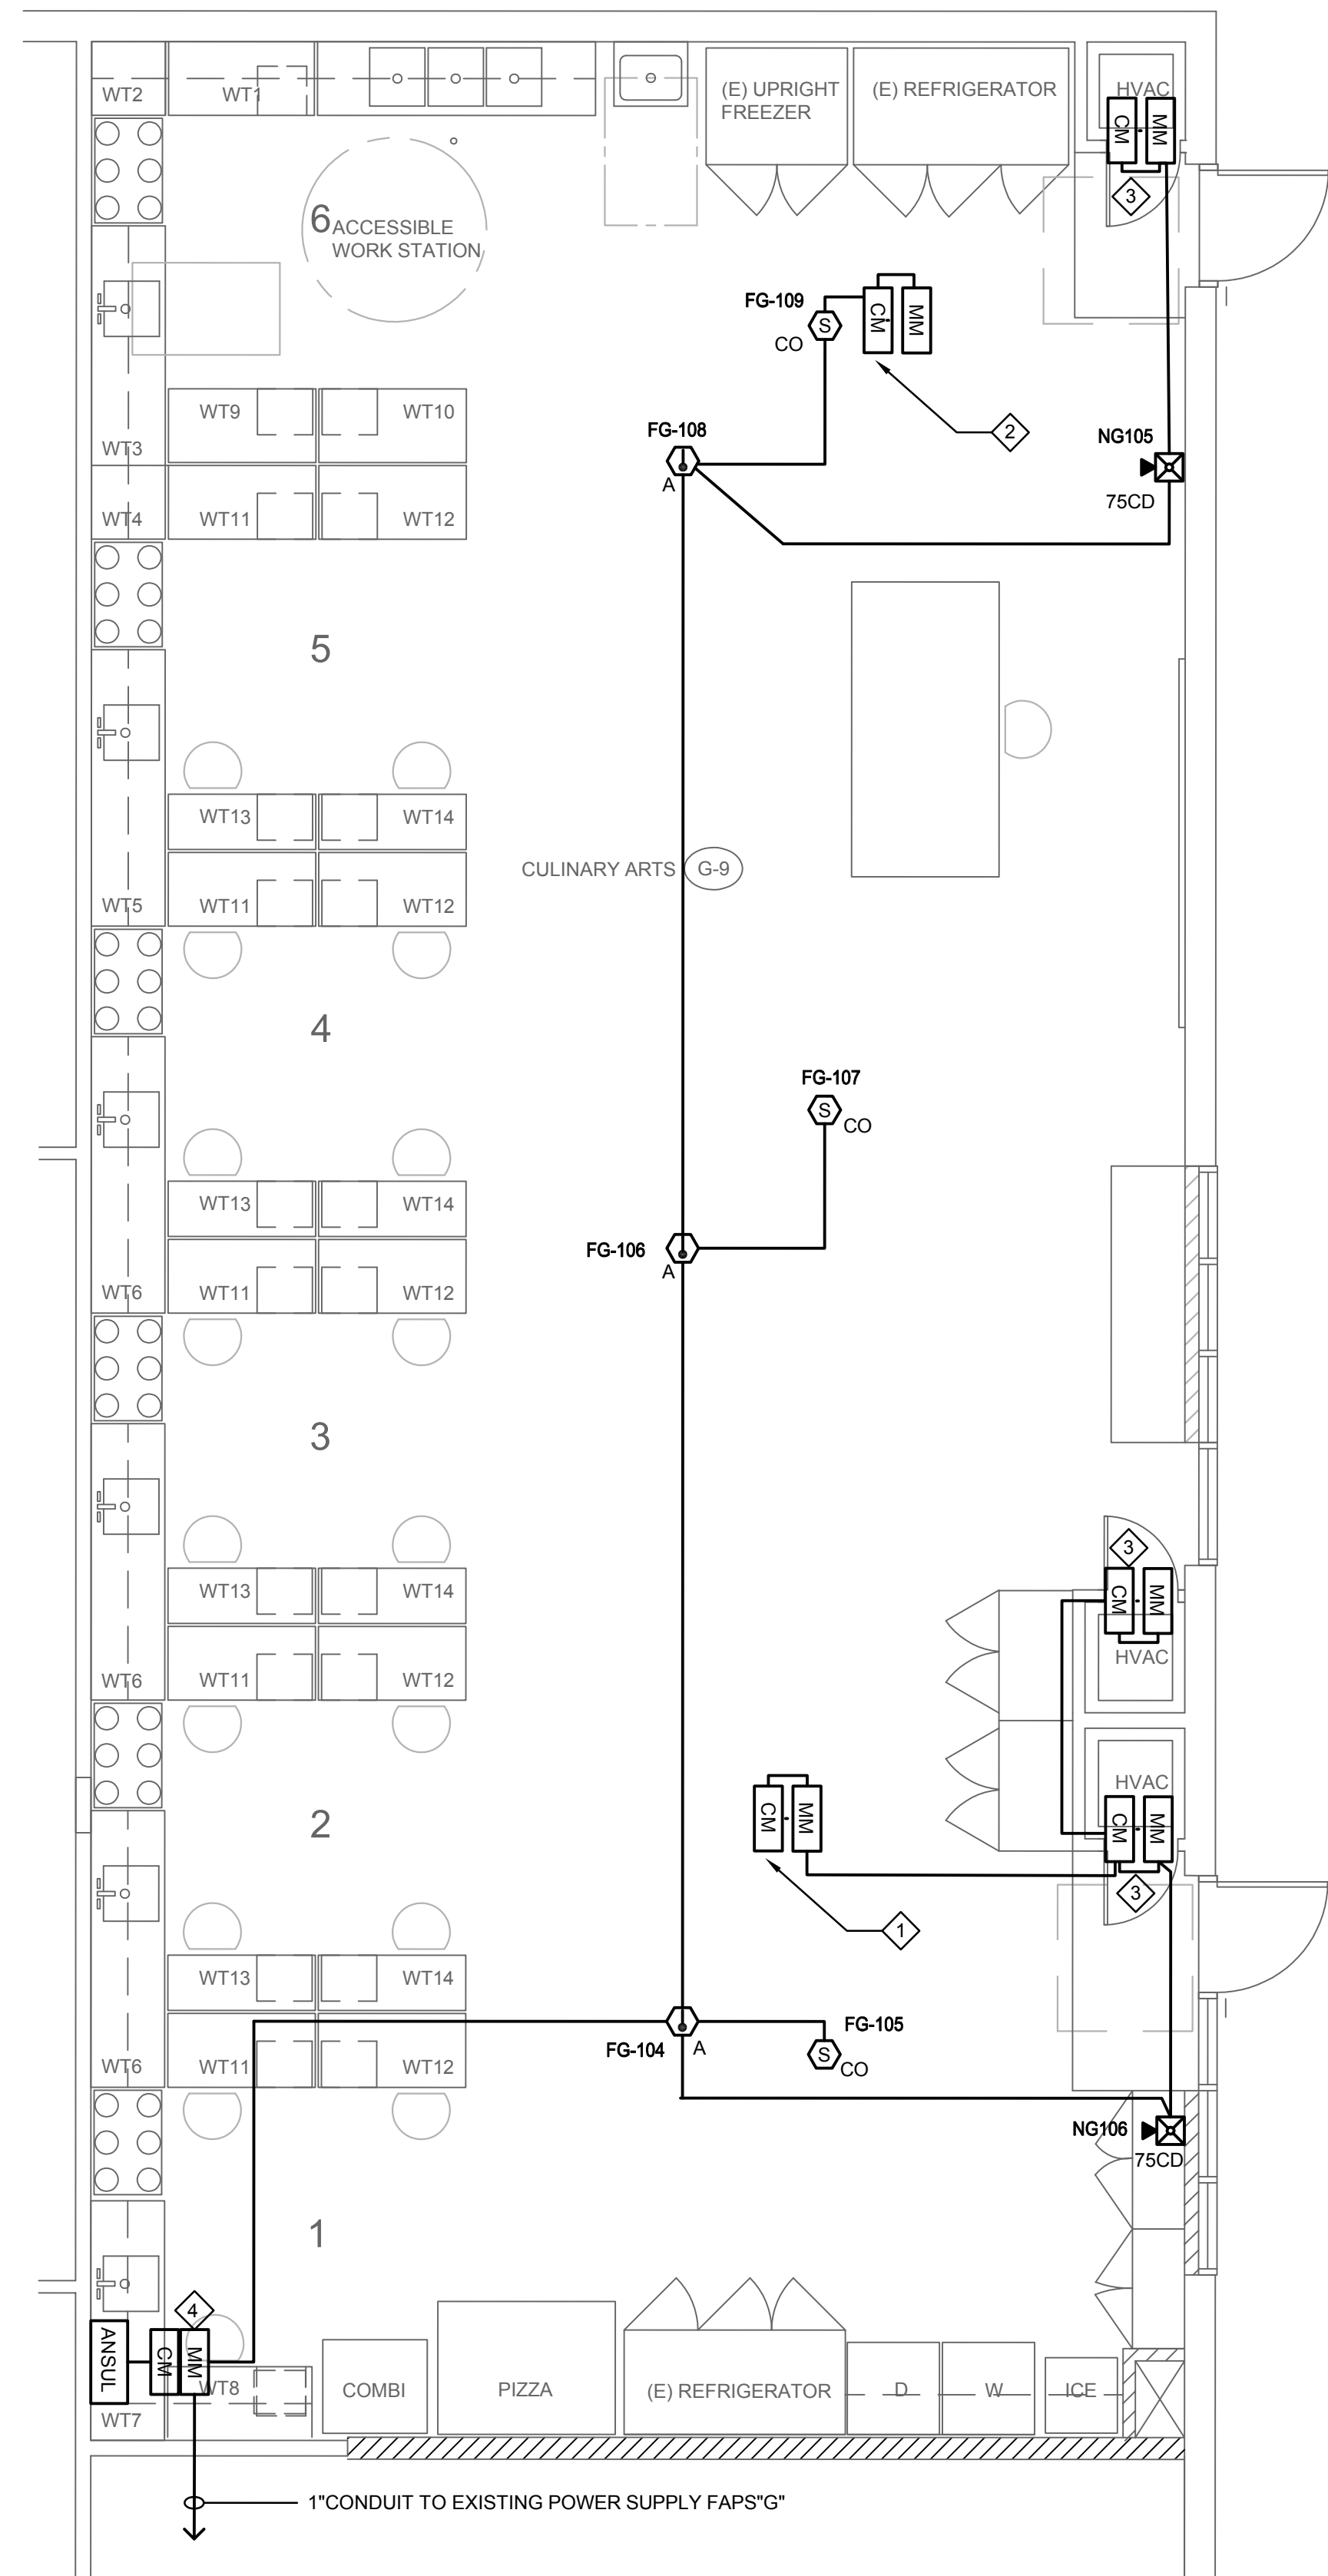 WT2
WT1
(E) UPRIGHT
FREEZER
(E) REFRIGERATOR
HVAC
CM
MM
3
6
ACCESSIBLE
WORK STATION
FG-109
S
CO
CM
MM
2
WT9
WT10
WT3
FG-108
A
NG105
75CD
WT4
WT11
WT12
5
WT13
WT14
CULINARY ARTS
G-9
WT5
WT11
WT12
4
FG-107
S
CO
WT13
WT14
FG-106
A
WT6
WT11
WT12
3
3
CM
MM
HVAC
WT13
WT14
WT6
WT11
WT12
HVAC
CM
MM
3
CM
MM
1
2
WT13
WT14
FG-104
A
FG-105
S
CO
WT6
WT11
WT12
NG106
75CD
1
4
ANSUL
CM
MM
WT8
WT7
COMBI
PIZZA
(E) REFRIGERATOR
D
W
ICE
1"CONDUIT TO EXISTING POWER SUPPLY FAPS"G"